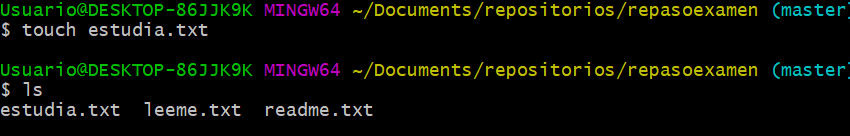 Usuario@DESKTOP-86JJK9K MINGW64 ~/Documents/repositorios/repasoexamen (master)
$ touch estudia.txt
Usuario@DESKTOP-86JJK9K MINGW64 ~/Documents/repositorios/repasoexamen (master)
$ ls
estudia.txt  leeme.txt  readme.txt